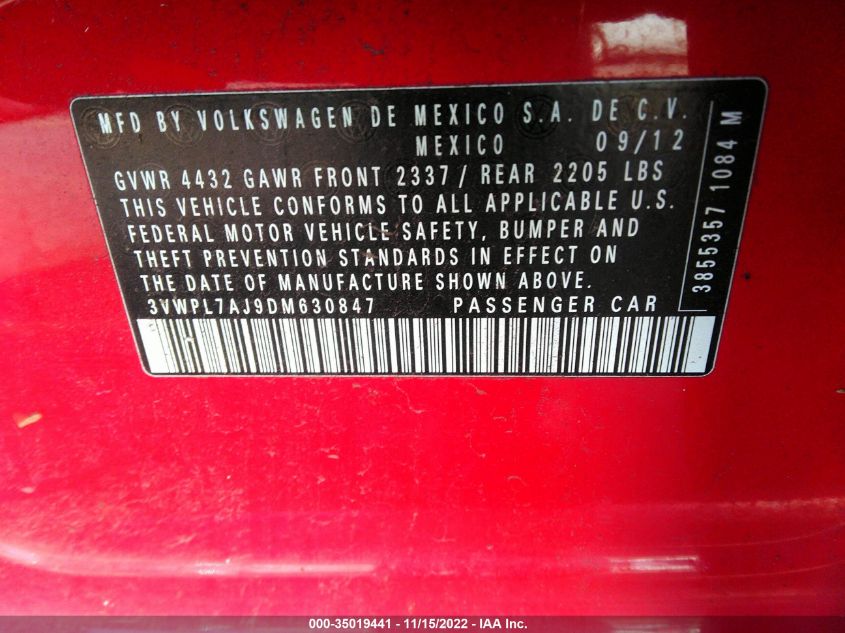 MFD BY VOLKSWAGEN DE MEXICO S.A. DE C.V.
MEXICO 09/12
GVWR 4432 GAWR FRONT 2337/ REAR 2205 LBS
THIS VEHICLE CONFORMS TO ALL APPLICABLE U.S.
FEDERAL MOTOR VEHICLE SAFETY, BUMPER AND
THEFT PREVENTION STANDARDS IN EFFECT ON
THE DATE OF MANUFACTURE SHOWN ABOVE.
3VWPL7AJ9DM630847 PASSENGER CAR
3855357 1084 M
000-35019441 - 11/15/2022 - IAA Inc.